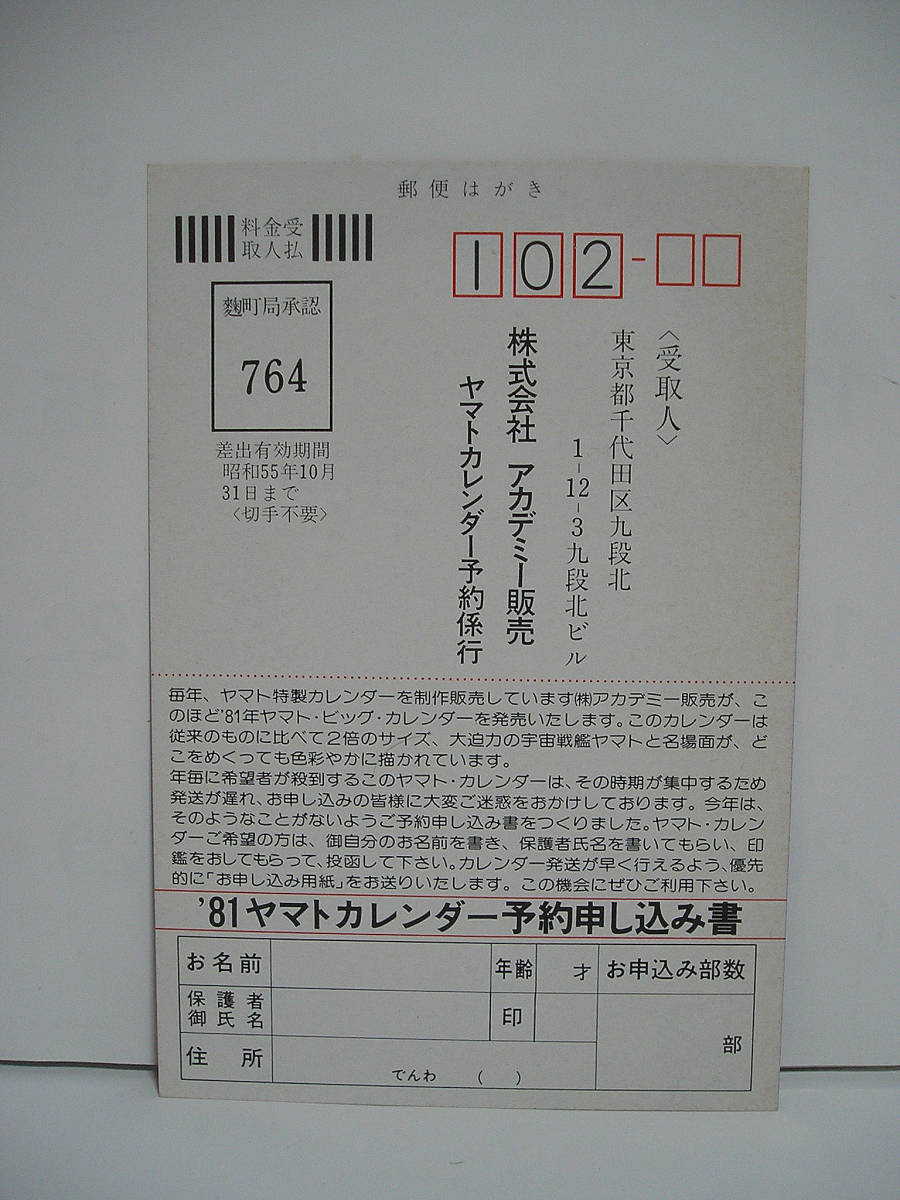 郵便はがき
料金受
取人払
麹町局承認
764
差出有効期間
昭和55年10月
31日まで
〈切手不要〉
102-
〈受取人〉
東京都千代田区九段北
1-12-3九段北ビル
株式会社 アカデミー販売
ヤマトカレンダー予約係行
毎年、ヤマト特製カレンダーを制作販売しています㈱アカデミー販売が、こ
のほど'81年ヤマト・ビッグ・カレンダーを発売いたします。このカレンダーは
従来のものに比べて2倍のサイズ、大迫力の宇宙戦艦ヤマトと名場面が、ど
こをめくっても色彩やかに描かれています。
年毎に希望者が殺到するこのヤマト・カレンダーは、その時期が集中するため
発送が遅れ、お申し込みの皆様に大変ご迷惑をおかけしております。今年は、
そのようなことがないようご予約申し込み書をつくりました。ヤマト・カレン
ダーご希望の方は、御自分のお名前を書き、保護者氏名を書いてもらい、印
鑑をおしてもらって、投函して下さい。カレンダー発送が早く行えるよう、優先
的に「お申し込み用紙」をお送りいたします。この機会にぜひご利用下さい。
'81ヤマトカレンダー予約申し込み書
お名前 年齢 才 お申込み部数
保護者
御氏名 印 部
住所 でんわ ( )